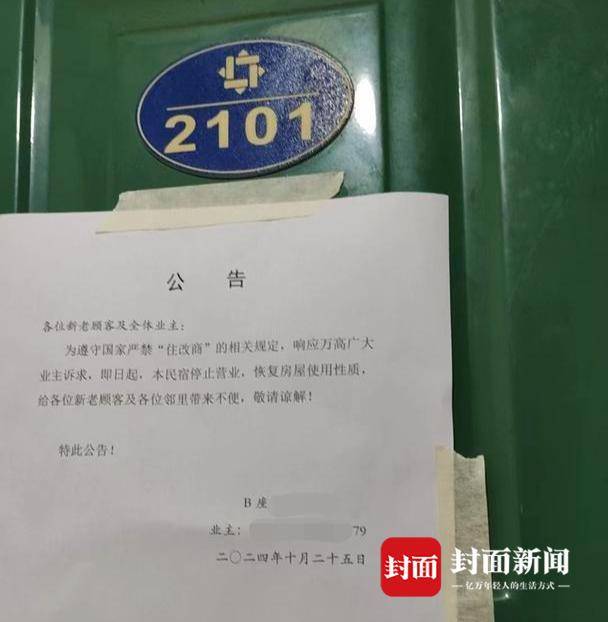 2101
公 告
各位新老顾客及全体业主：
为遵守国家严禁“住改商”的相关规定，响应万高广大
业主诉求，即日起，本民宿停止营业，恢复房屋使用性质，
给各位新老顾客及各位邻里带来不便，敬请谅解！
特此公告！
B座
业主： 79
二〇二四年十月二十五日
封面 封面新闻
亿万年轻人的生活方式